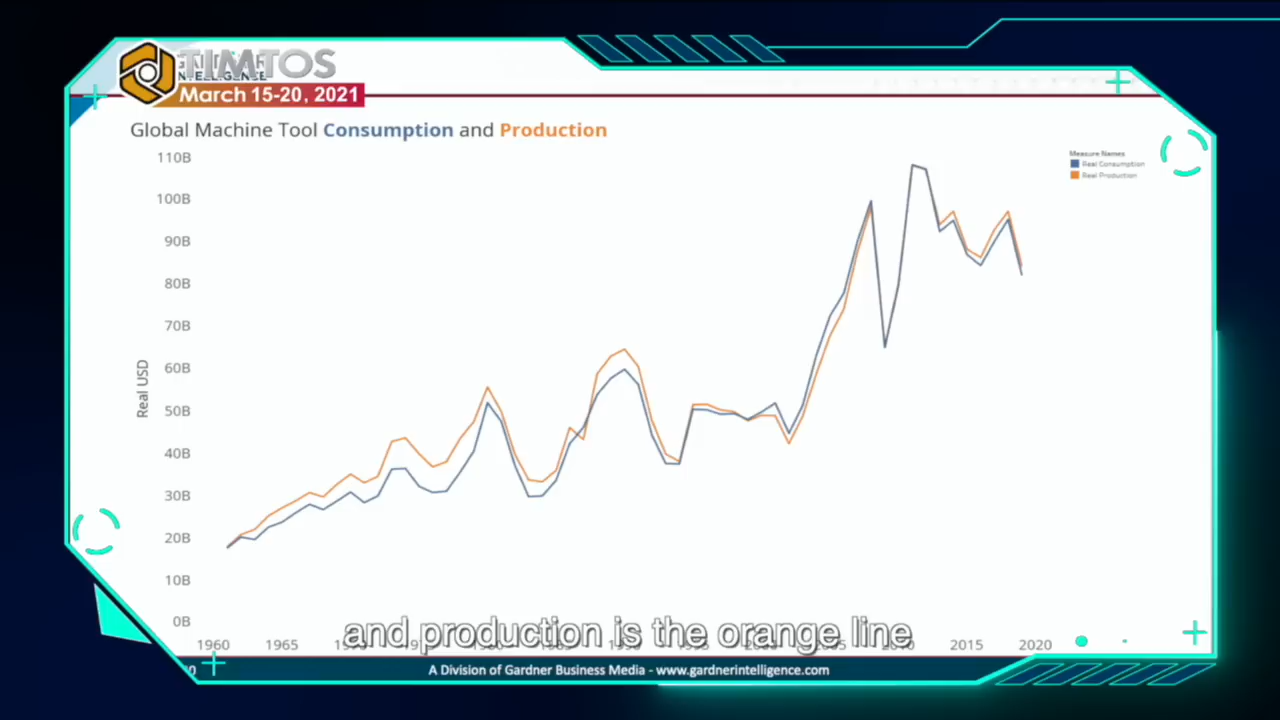 TIMTOS
INTELLIGENCE
March 15-20, 2021
Global Machine Tool Consumption and Production
Measure Names
Real Consumption
Real Production
110B
100B
90B
80B
70B
60B
50B
40B
30B
20B
10B
0B
Real USD
1960 1965 2015 2020
and production is the orange line
A Division of Gardner Business Media - www.gardnerintelligence.com